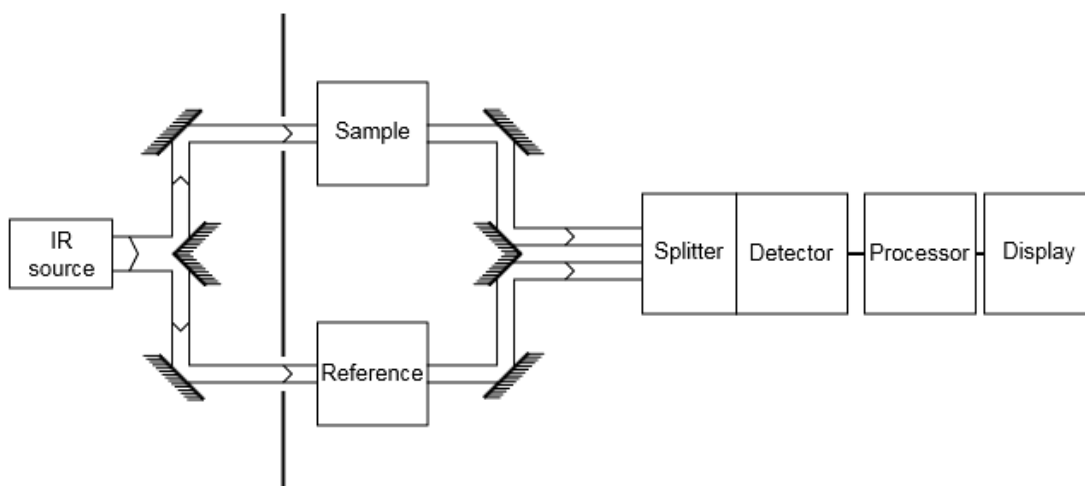 IR
source
Sample
Reference
Splitter
Detector
Processor
Display